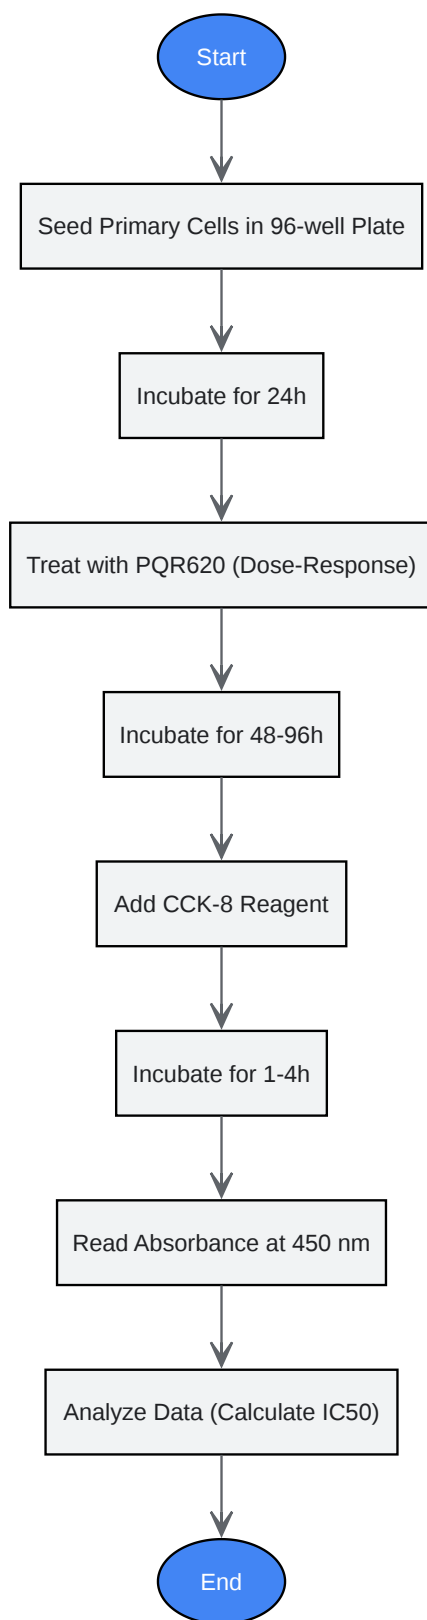 Start
Seed Primary Cells in 96-well Plate
Incubate for 24h
Treat with PQR620 (Dose-Response)
Incubate for 48-96h
Add CCK-8 Reagent
Incubate for 1-4h
Read Absorbance at 450 nm
Analyze Data (Calculate IC50)
End